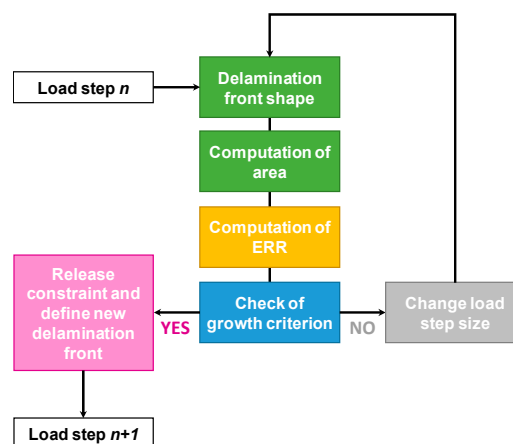 Load step n
Delamination
front shape
Computation of
area
Computation of
ERR
Release
constraint and
define new
delamination
front
YES
Check of
growth criterion
NO
Change load
step size
Load step n+1